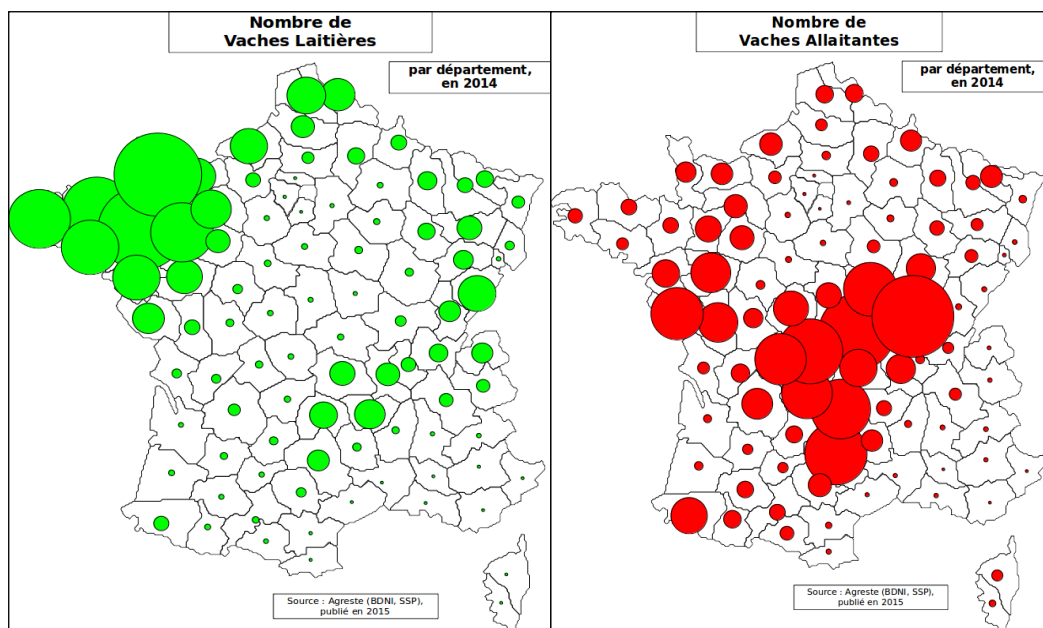 Nombre de
Vaches Laitières
par département,
en 2014
Source : Agreste (BDNI, SSP),
publié en 2015
Nombre de
Vaches Allaitantes
par département,
en 2014
Source : Agreste (BDNI, SSP),
publié en 2015